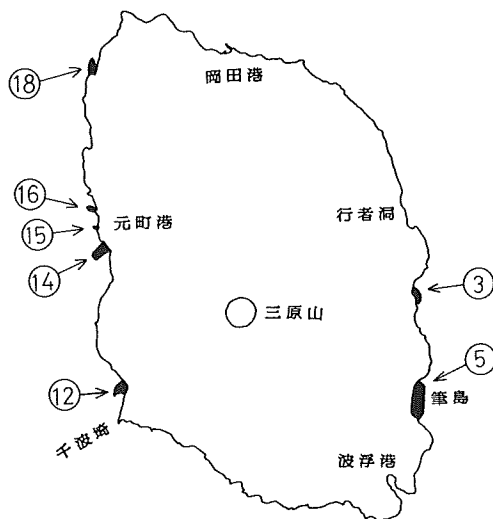 ⑱
岡田港
⑯
元町港
行者洞
⑮
⑭
③
三原山
⑤
⑫
筆島
千波埼
波浮港